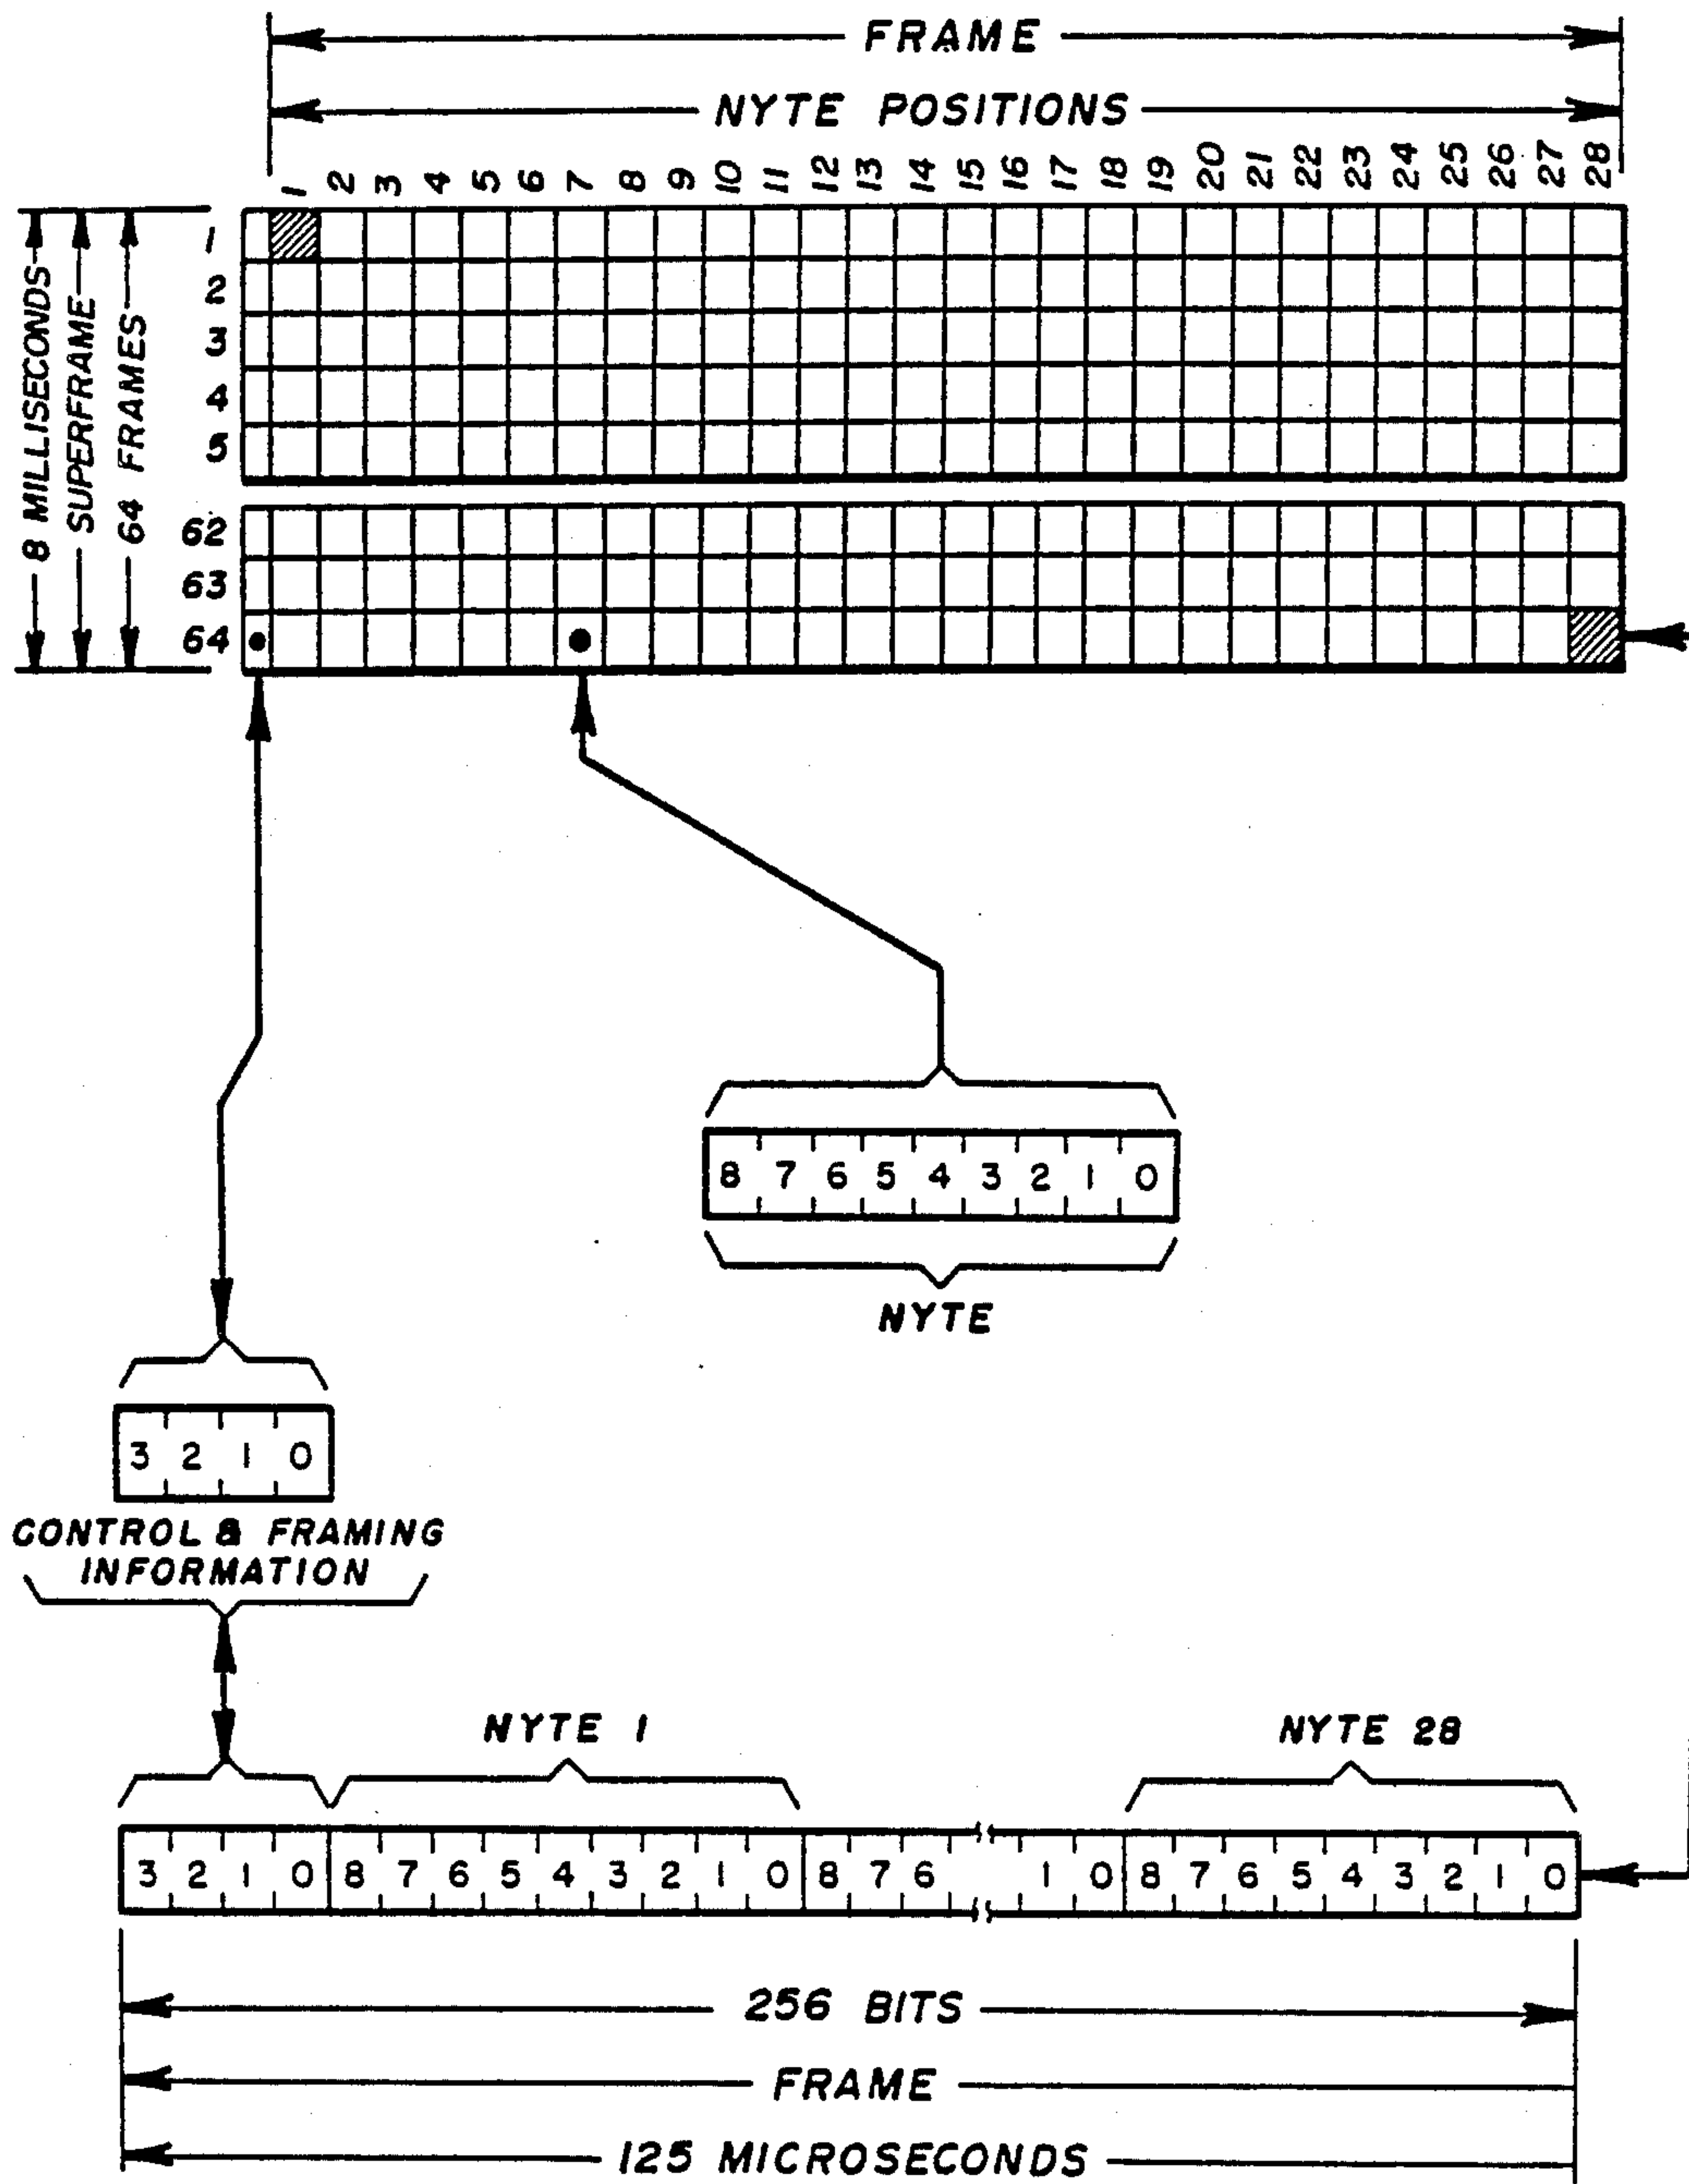 FRAME
NYTE POSITIONS
1 2 3 4 5 6 7 8 9 10 11 12 13 14 15 16 17 18 19 20 21 22 23 24 25 26 27 28
8 MILLISECONDS
SUPERFRAME
64 FRAMES
1
2
3
4
5
62
63
64
8 7 6 5 4 3 2 1 0
NYTE
3 2 1 0
CONTROL & FRAMING
INFORMATION
NYTE 1
NYTE 28
3 2 1 0 8 7 6 5 4 3 2 1 0 8 7 6 1 0 8 7 6 5 4 3 2 1 0
256 BITS
FRAME
125 MICROSECONDS